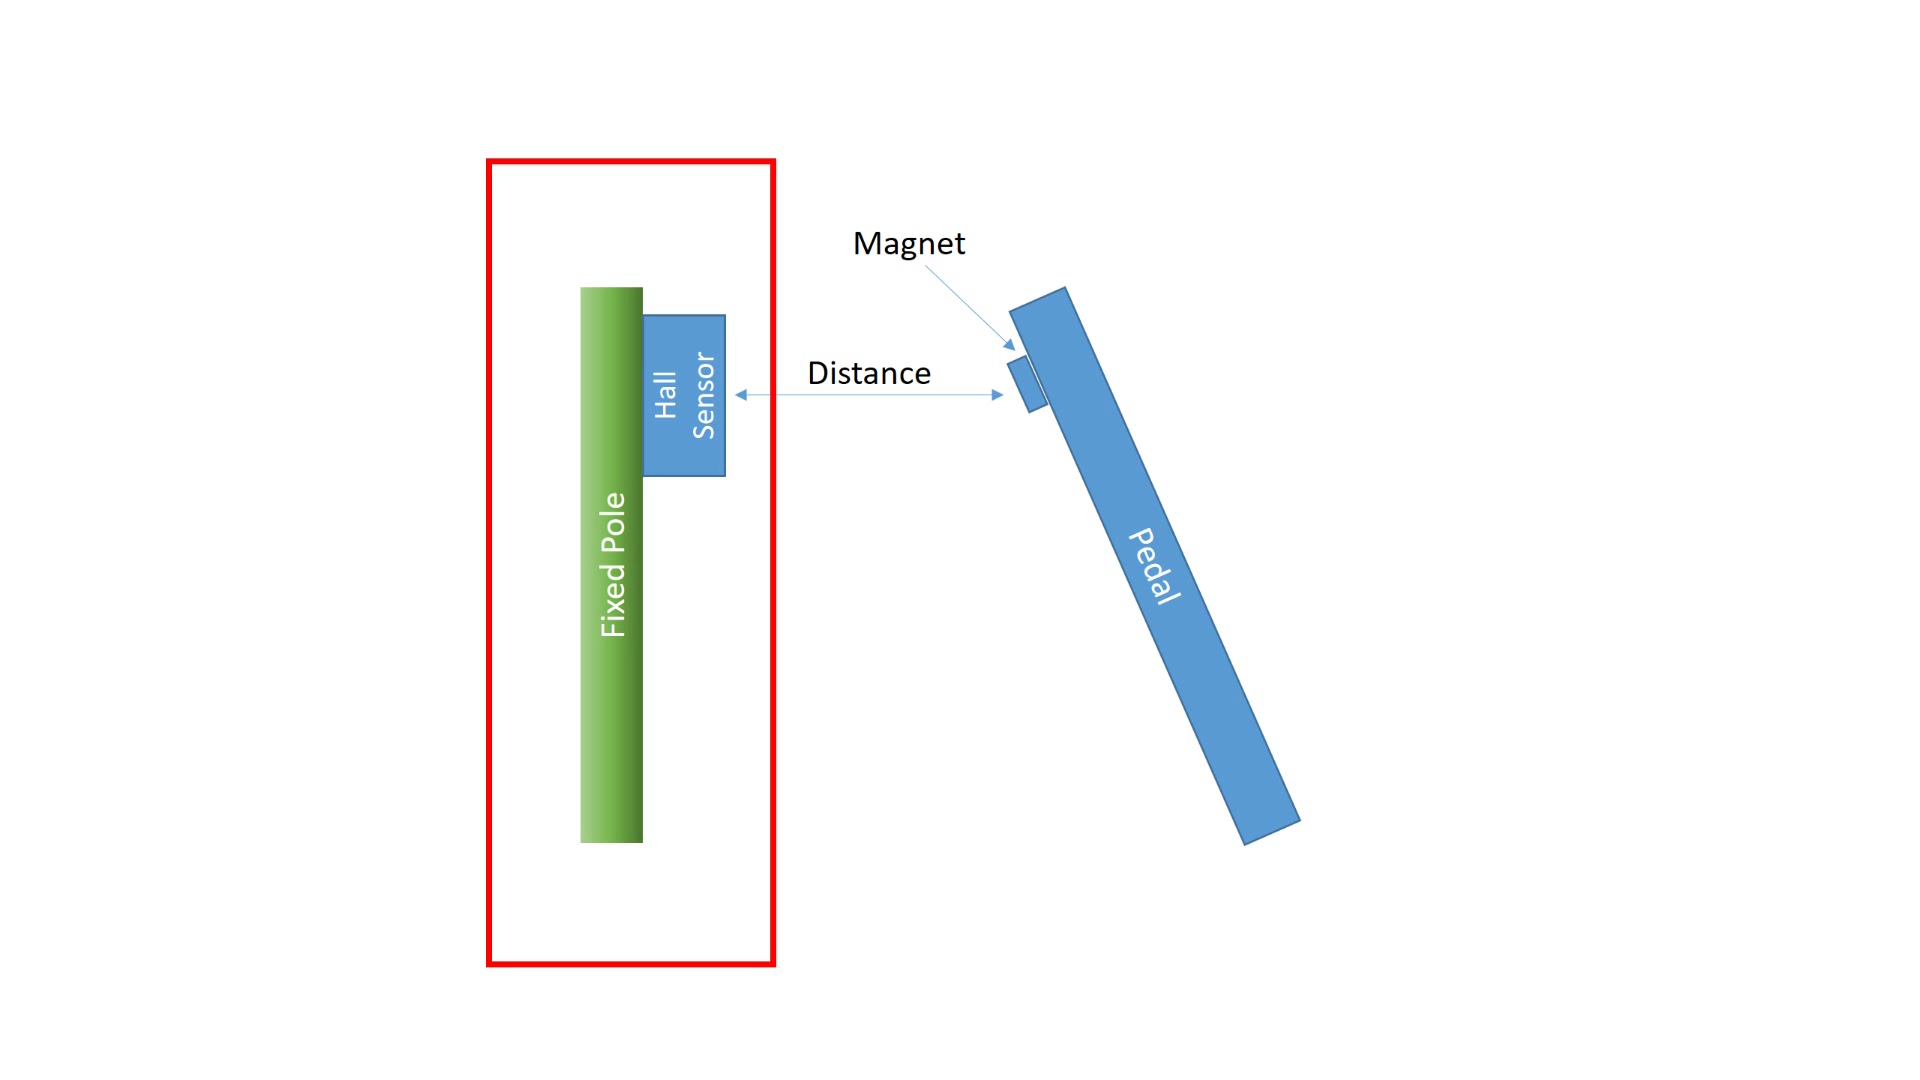 Magnet
Distance
Hall
Sensor
Fixed Pole
Pedal